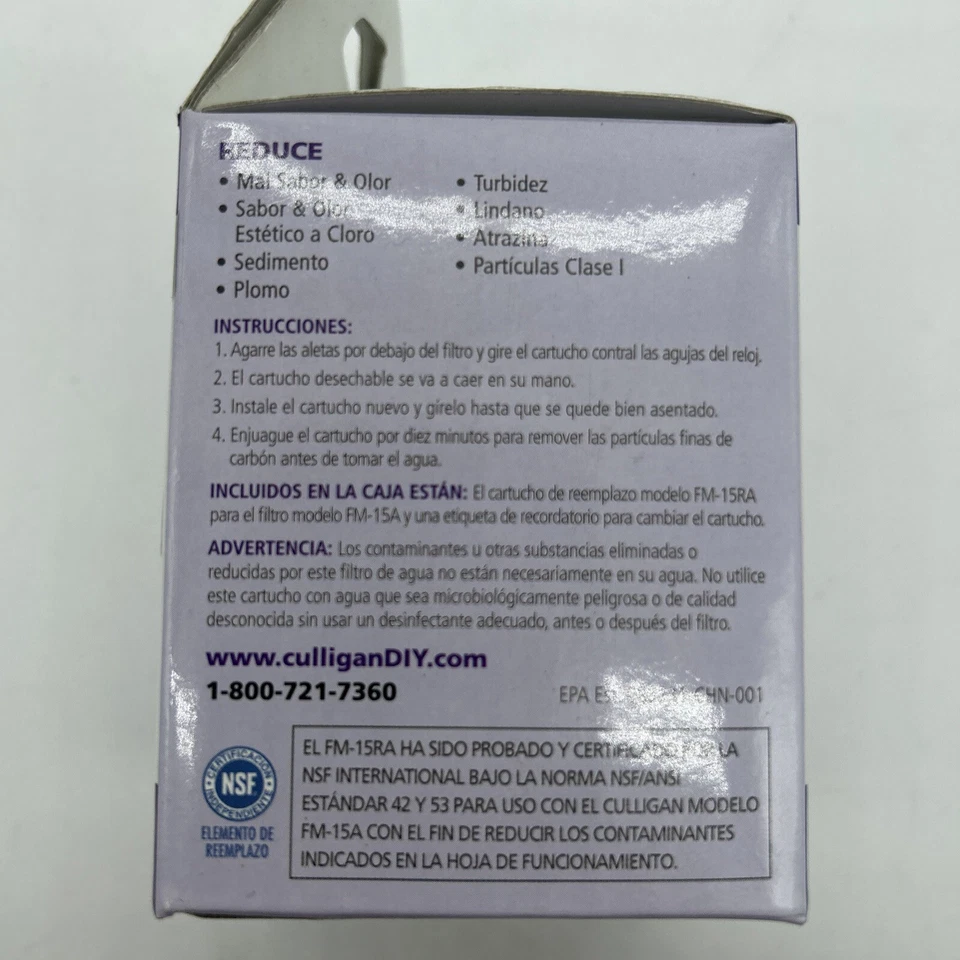 REDUCE
• Mal Sabor & Olor
• Sabor & Olor
Estético a Cloro
• Sedimento
• Plomo
• Turbidez
• Lindano
• Atrazina
• Partículas Clase I
INSTRUCCIONES:
1. Agarre las aletas por debajo del filtro y gire el cartucho contral las agujas del reloj.
2. El cartucho desechable se va a caer en su mano.
3. Instale el cartucho nuevo y gírelo hasta que se quede bien asentado.
4. Enjuague el cartucho por diez minutos para remover las partículas finas de
carbón antes de tomar el agua.
INCLUIDOS EN LA CAJA ESTÁN: El cartucho de reemplazo modelo FM-15RA
para el filtro modelo FM-15A y una etiqueta de recordatorio para cambiar el cartucho.
ADVERTENCIA: Los contaminantes u otras substancias eliminadas o
reducidas por este filtro de agua no están necesariamente en su agua. No utilice
este cartucho con agua que sea microbiológicamente peligrosa o de calidad
desconocida sin usar un desinfectante adecuado, antes o después del filtro.
www.culliganDIY.com
1-800-721-7360
EPA CHN-001
CERTIFICACIÓN
NSF
INDEPENDIENTE
ELEMENTO DE
REEMPLAZO
EL FM-15RA HA SIDO PROBADO Y CERTIFICADO POR LA
NSF INTERNATIONAL BAJO LA NORMA NSF/ANSI
ESTÁNDAR 42 Y 53 PARA USO CON EL CULLIGAN MODELO
FM-15A CON EL FIN DE REDUCIR LOS CONTAMINANTES
INDICADOS EN LA HOJA DE FUNCIONAMIENTO.